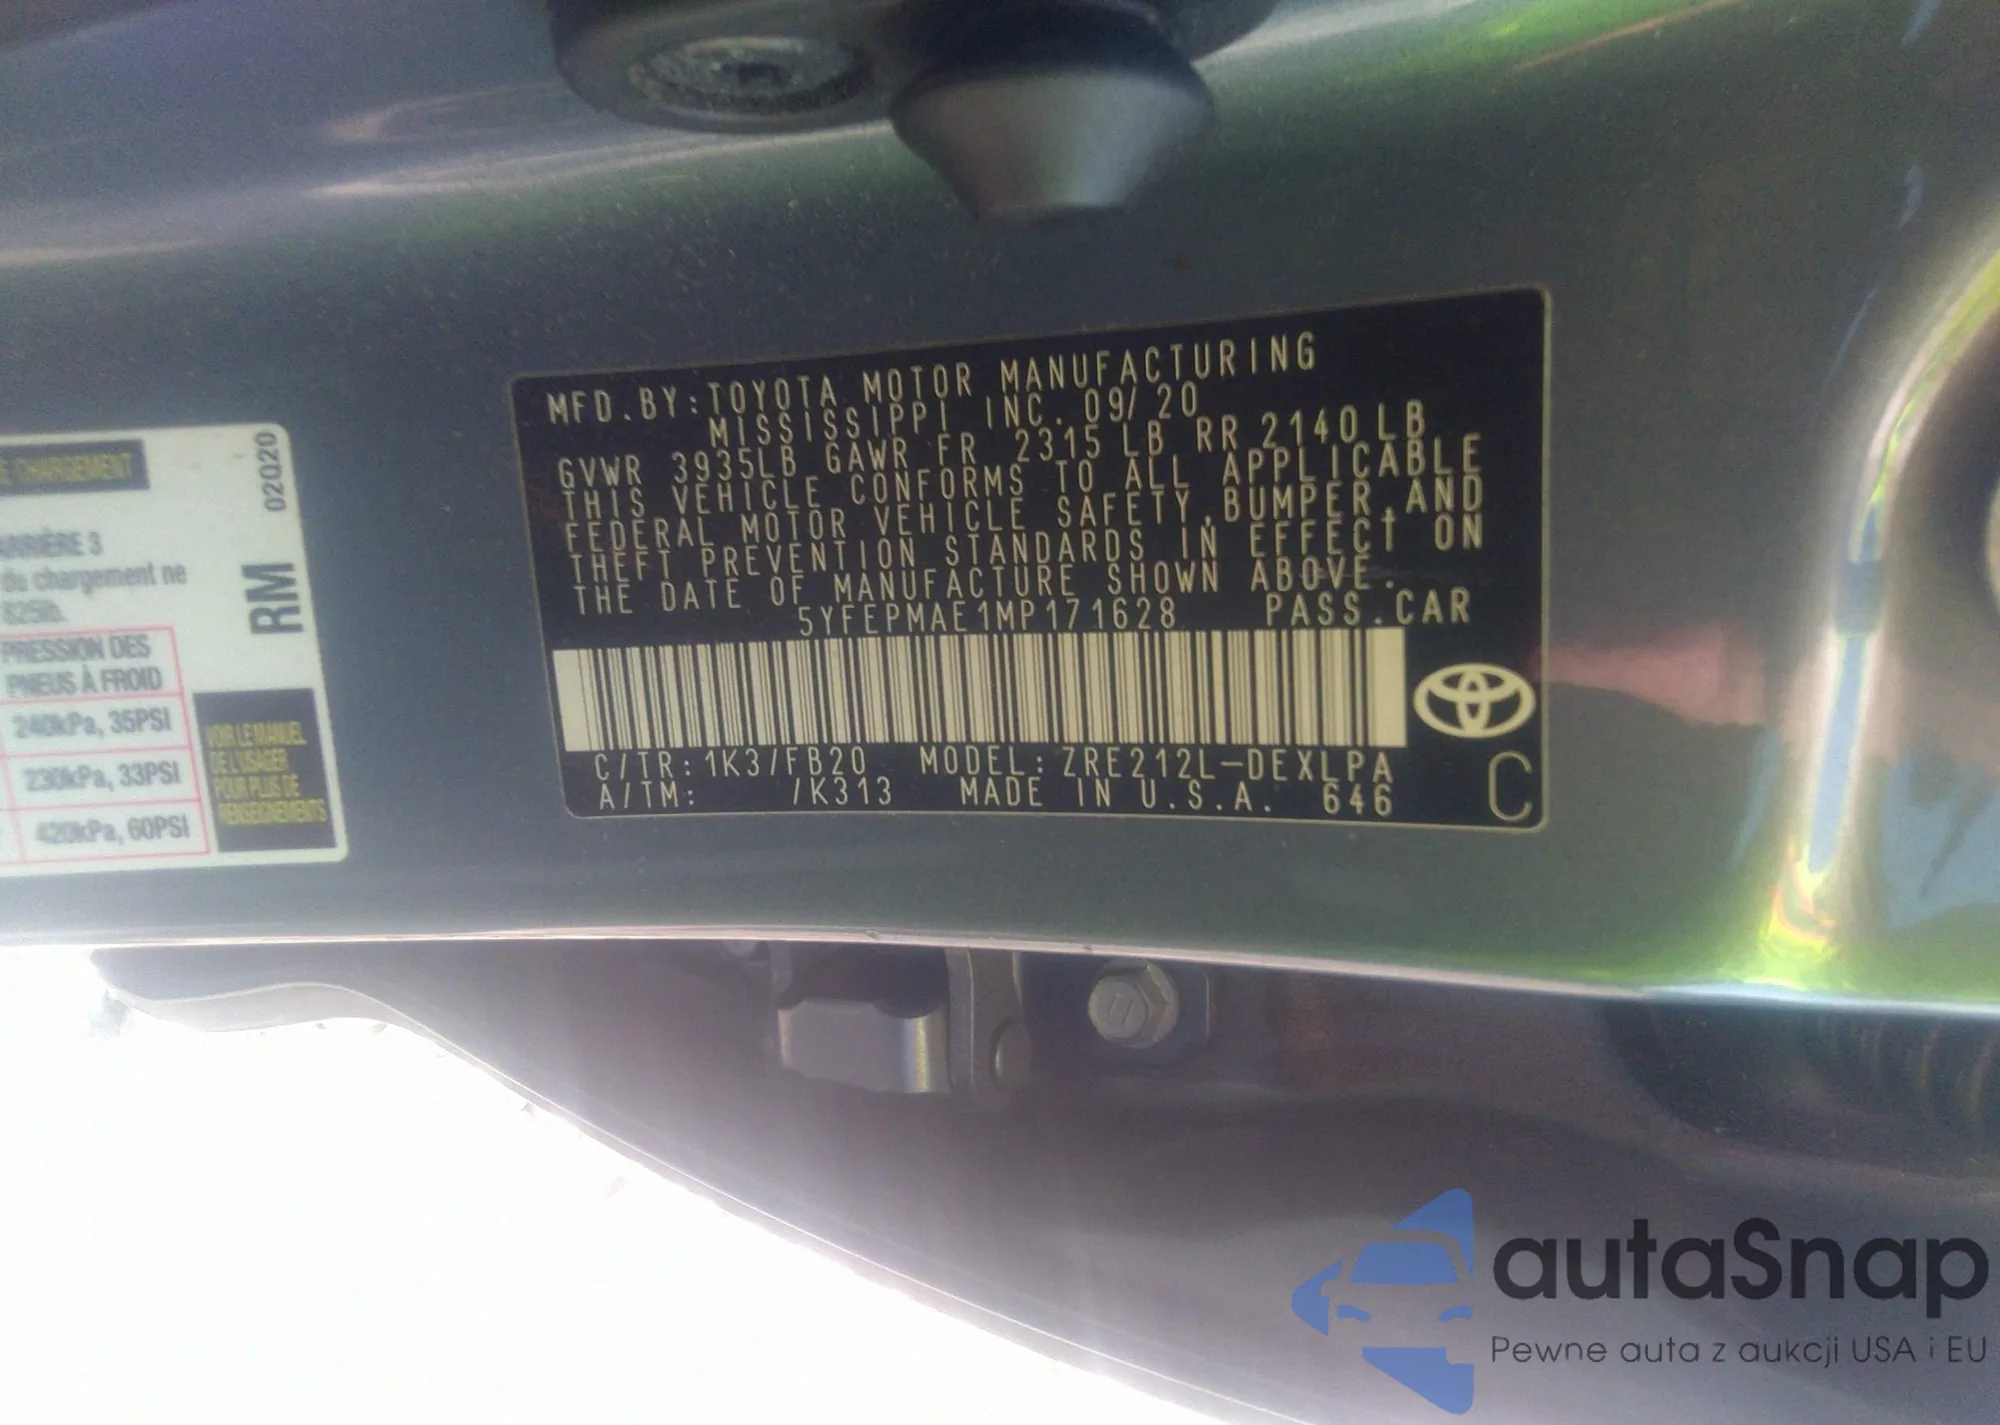 MFD.BY:TOYOTA MOTOR MANUFACTURING
MISSISSIPPI INC. 09/20
GVWR 3935LB GAWR FR 2315 LB RR 2140LB
THIS VEHICLE CONFORMS TO ALL APPLICABLE
FEDERAL MOTOR VEHICLE SAFETY,BUMPER,AND
THEFT PREVENTION STANDARDS IN EFFECT ON
THE DATE OF MANUFACTURE SHOWN ABOVE.
5YFEPMAE1MP171628 PASS.CAR
C/TR:1K3/FB20 MODEL:ZRE212L-DEXLPA
A/TM: /K313 MADE IN U.S.A. 646
C
CHARGEMENT
02Q20
ARRIÈRE 3
du chargement ne
825lb.
RM
PRESSION DES
PNEUS À FROID
240kPa, 35PSI
230kPa, 33PSI
420kPa, 60PSI
VOIR LE MANUEL
DE L'USAGER
POUR PLUS DE
RENSEIGNEMENTS
autaSnap
Pewne auta z aukcji USA i EU